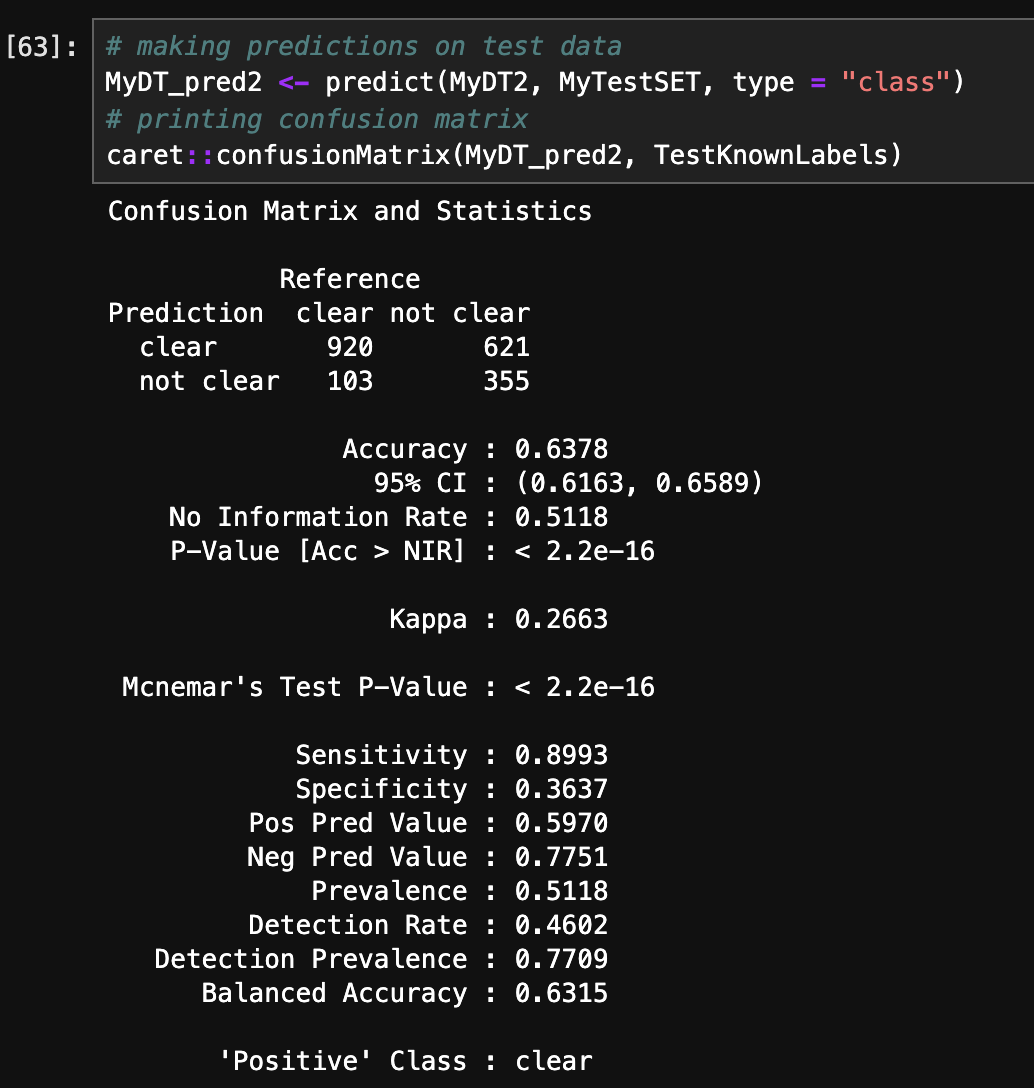 [63]:
# making predictions on test data
MyDT_pred2 <- predict(MyDT2, MyTestSET, type = "class")
# printing confusion matrix
caret::confusionMatrix(MyDT_pred2, TestKnownLabels)
Confusion Matrix and Statistics
Reference
Prediction clear not clear
clear 920 621
not clear 103 355
Accuracy : 0.6378
95% CI : (0.6163, 0.6589)
No Information Rate : 0.5118
P-Value [Acc > NIR] : < 2.2e-16
Kappa : 0.2663
Mcnemar's Test P-Value : < 2.2e-16
Sensitivity : 0.8993
Specificity : 0.3637
Pos Pred Value : 0.5970
Neg Pred Value : 0.7751
Prevalence : 0.5118
Detection Rate : 0.4602
Detection Prevalence : 0.7709
Balanced Accuracy : 0.6315
'Positive' Class : clear